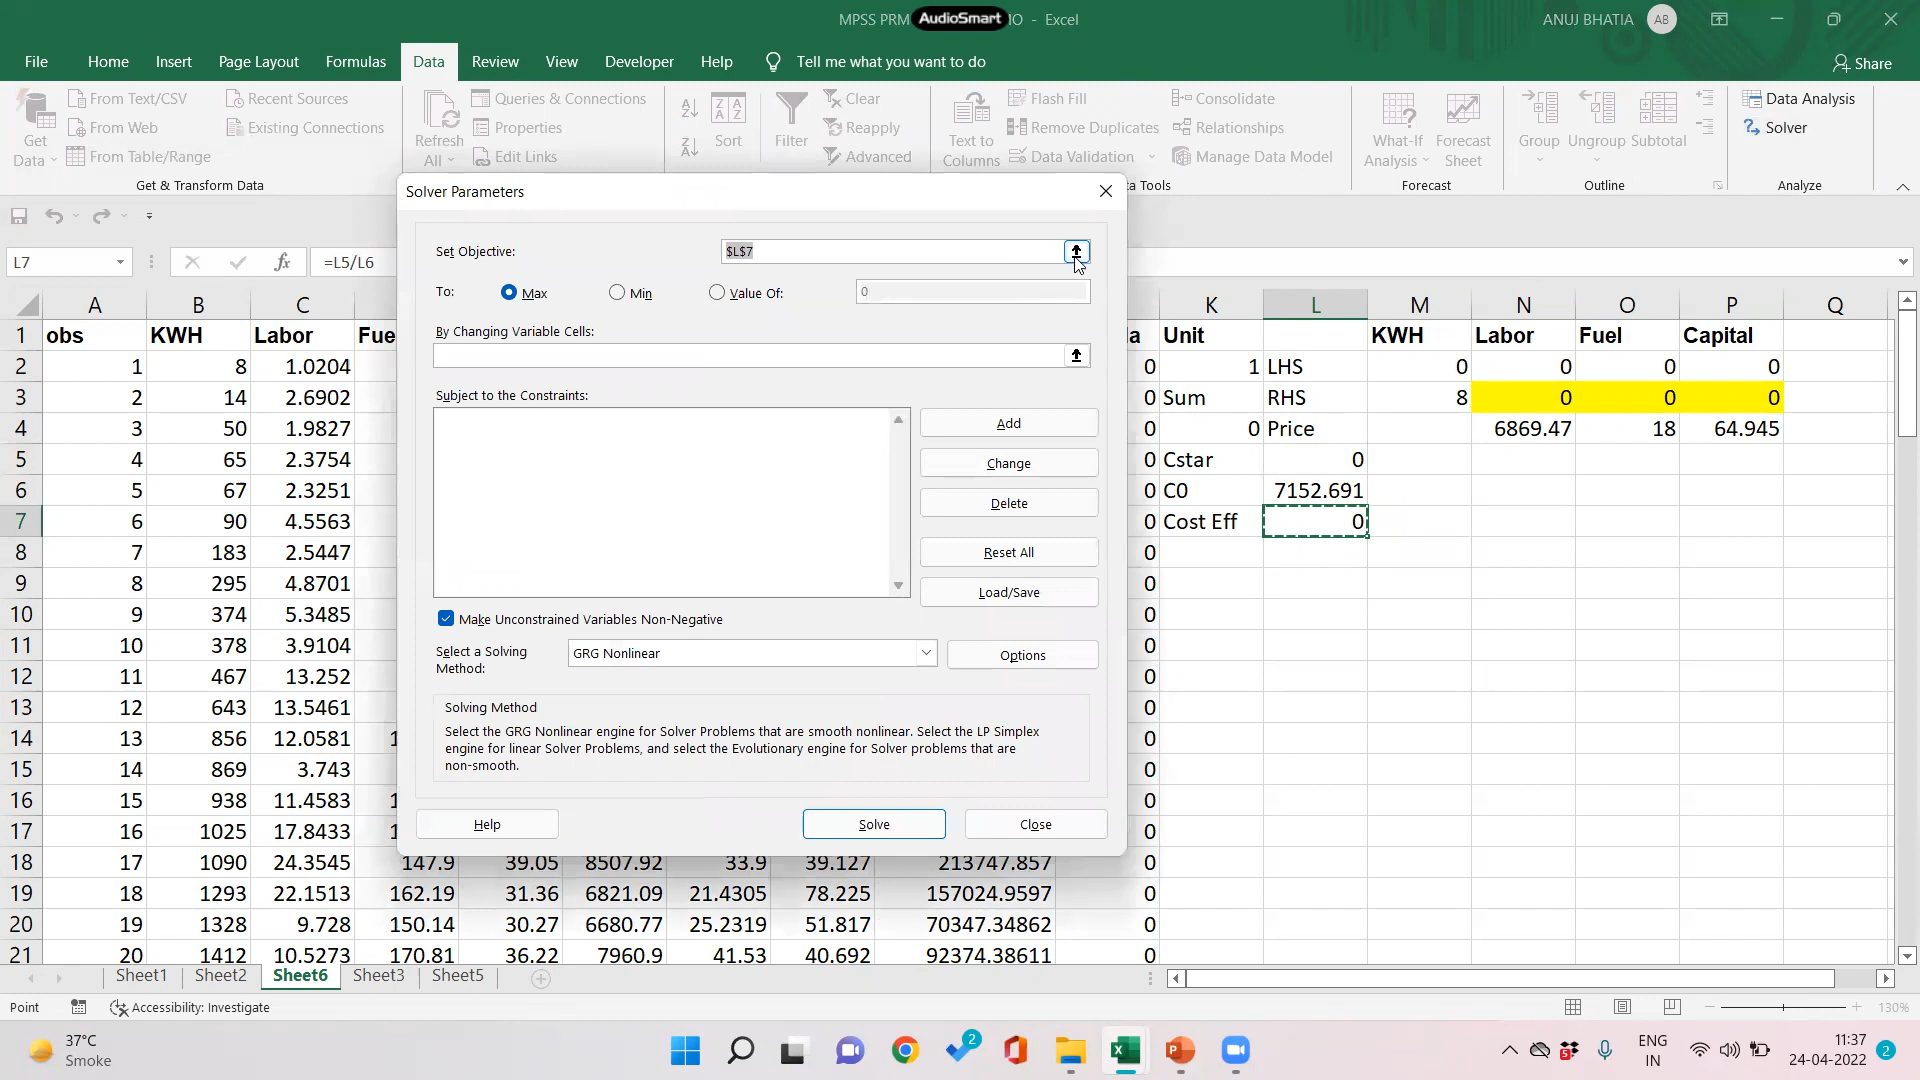 MPSS PRM AudioSmart IO - Excel ANUJ BHATIA AB
File Home Insert Page Layout Formulas Data Review View Developer Help Tell me what you want to do Share
Get Data From Text/CSV From Web From Table/Range Recent Sources Existing Connections
Get & Transform Data
Refresh All Queries & Connections Properties Edit Links
Sort Filter Clear Reapply Advanced
Text to Columns Flash Fill Remove Duplicates Data Validation Consolidate Relationships Manage Data Model
What-If Analysis Forecast Sheet
Forecast
Group Ungroup Subtotal
Outline
Data Analysis
Solver
Analyze
Solver Parameters
a Tools
L7 fx =L5/L6
Set Objective: $L$7
To: Max Min Value Of: 0
By Changing Variable Cells:
Subject to the Constraints:
Add
Change
Delete
Reset All
Load/Save
Make Unconstrained Variables Non-Negative
Select a Solving Method: GRG Nonlinear Options
Solving Method
Select the GRG Nonlinear engine for Solver Problems that are smooth nonlinear. Select the LP Simplex
engine for linear Solver Problems, and select the Evolutionary engine for Solver problems that are
non-smooth.
Help Solve Close
A B C K L M N O P Q
1 obs KWH Labor Fue la Unit KWH Labor Fuel Capital
2 1 8 1.0204 0 1 LHS 0 0 0 0
3 2 14 2.6902 0 Sum RHS 8 0 0 0
4 3 50 1.9827 0 0 Price 6869.47 18 64.945
5 4 65 2.3754 0 Cstar 0
6 5 67 2.3251 0 C0 7152.691
7 6 90 4.5563 0 Cost Eff 0
8 7 183 2.5447 0
9 8 295 4.8701 0
10 9 374 5.3485 0
11 10 378 3.9104 0
12 11 467 13.252 0
13 12 643 13.5461 0
14 13 856 12.0581 1 0
15 14 869 3.743 0
16 15 938 11.4583 1 0
17 16 1025 17.8433 1 0
18 17 1090 24.3545 147.9 39.05 8507.92 33.9 39.127 213747.857 0
19 18 1293 22.1513 162.19 31.36 6821.09 21.4305 78.225 157024.9597 0
20 19 1328 9.728 150.14 30.27 6680.77 25.2319 51.817 70347.34862 0
21 20 1412 10.5273 170.81 36.22 7960.9 41.53 40.692 92374.38611 0
Sheet1 Sheet2 Sheet6 Sheet3 Sheet5
Point Accessibility: Investigate 130%
37°C
Smoke
2
ENG
IN
11:37
24-04-2022
2